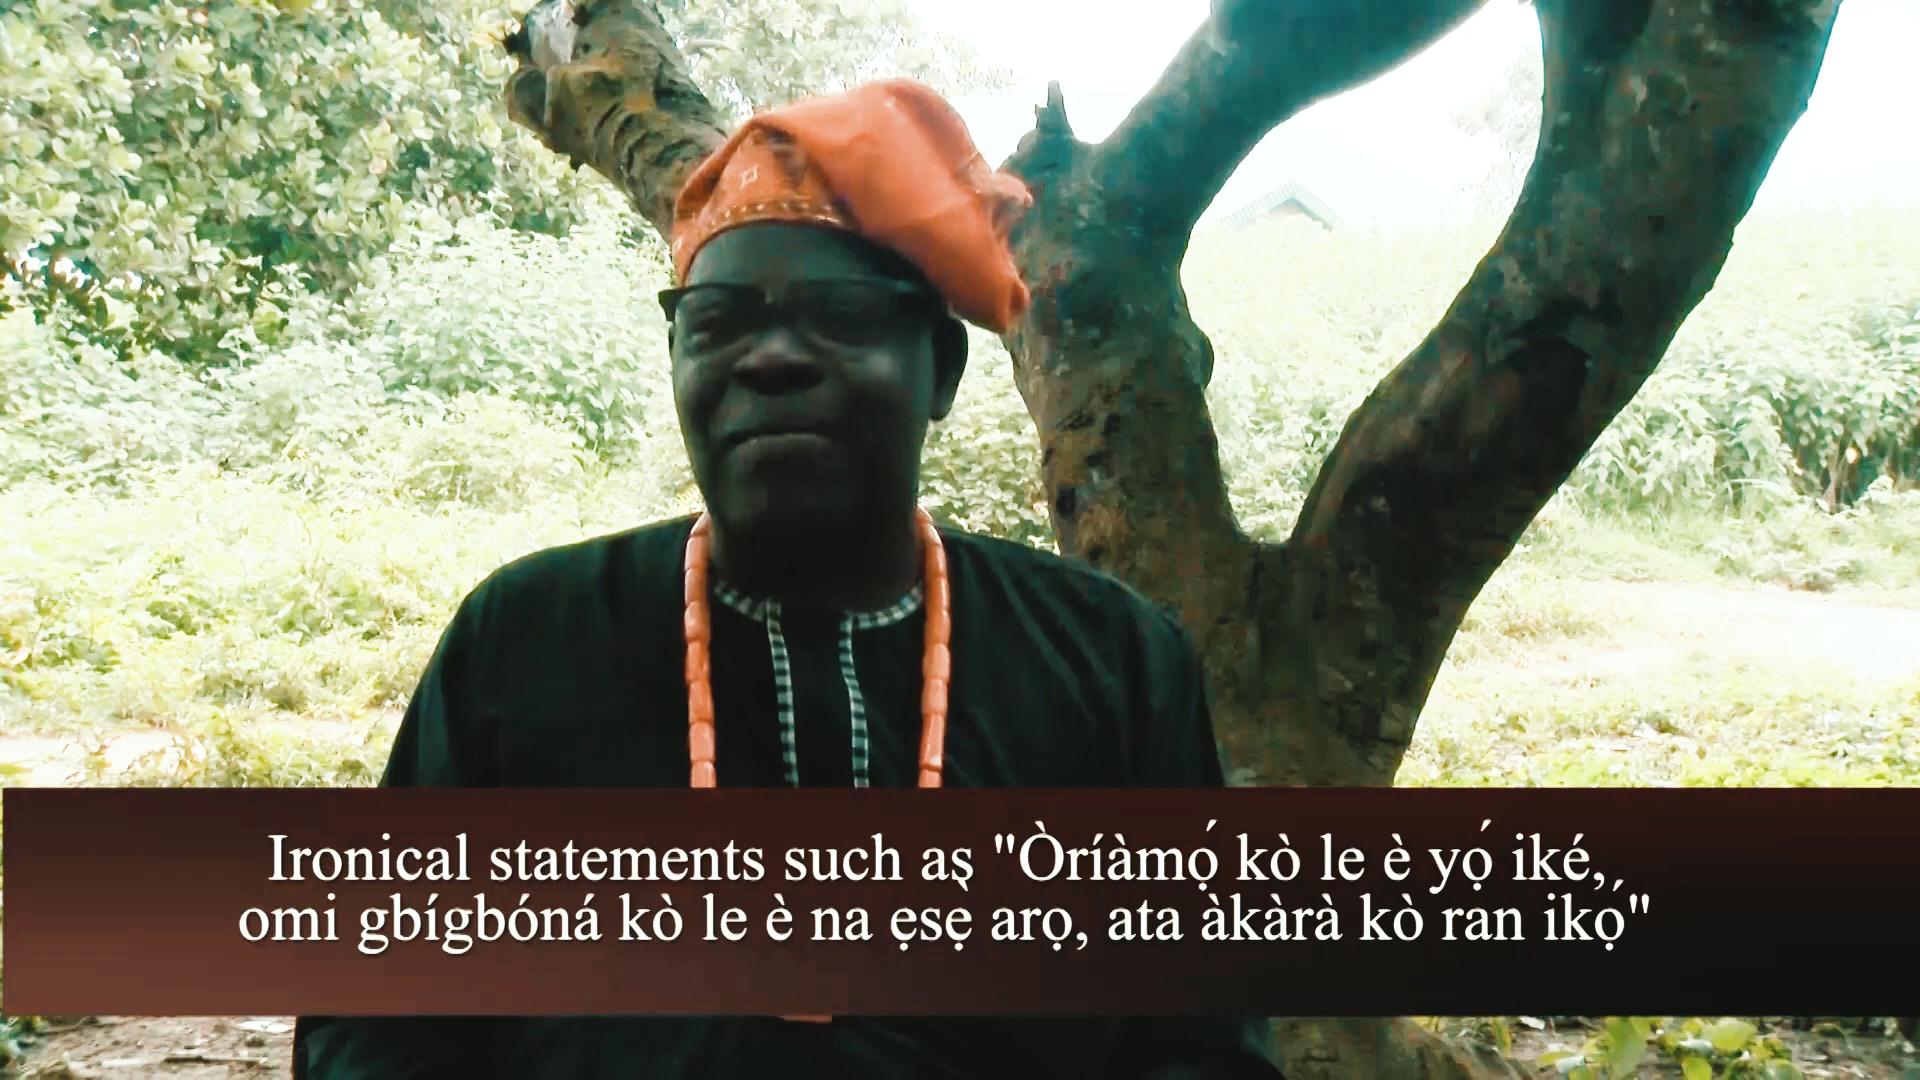 Ironical statements such as "Òríàmọ́ kò le è yọ́ iké,
omi gbígbóná kò le è na ẹsẹ̀ arọ, ata àkàrà kò ran ikọ́"